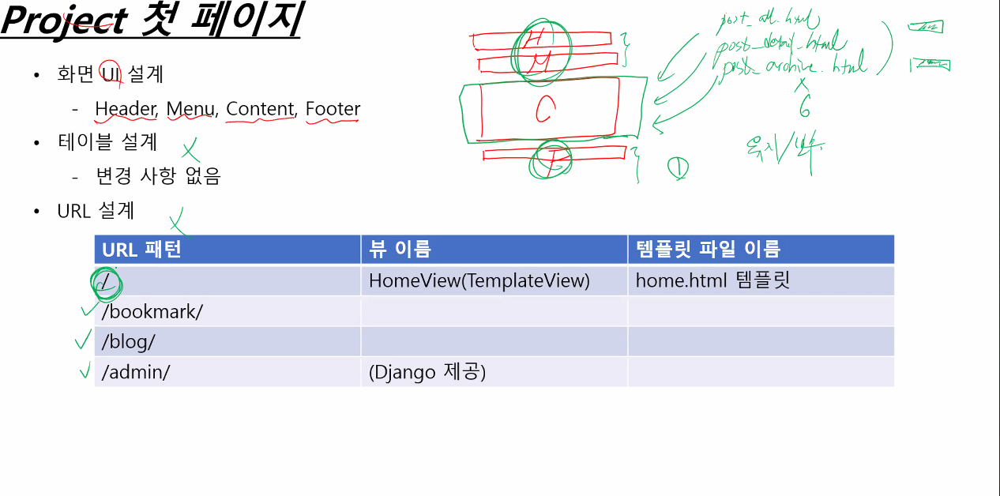 Project 첫 페이지
• 화면 UI 설계
- Header, Menu, Content, Footer
• 테이블 설계
X
- 변경 사항 없음
• URL 설계
X
H
M
C
F
①
post_all.html
post_detail.html
post_archive.html
X
6
유지/보수
URL 패턴 뷰 이름 템플릿 파일 이름
/ HomeView(TemplateView) home.html 템플릿
/bookmark/
/blog/
/admin/ (Django 제공)